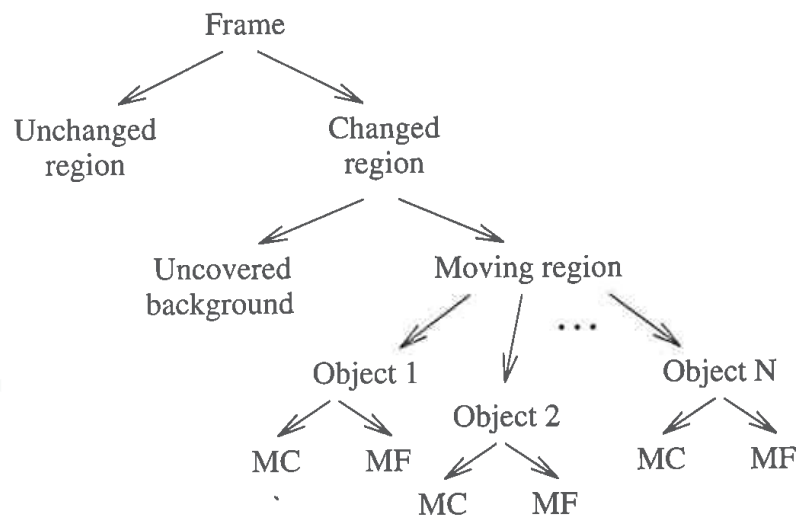 Frame
Unchanged
region
Changed
region
Uncovered
background
Moving region
...
Object 1
Object 2
Object N
MC
MF
MC
MF
MC
MF